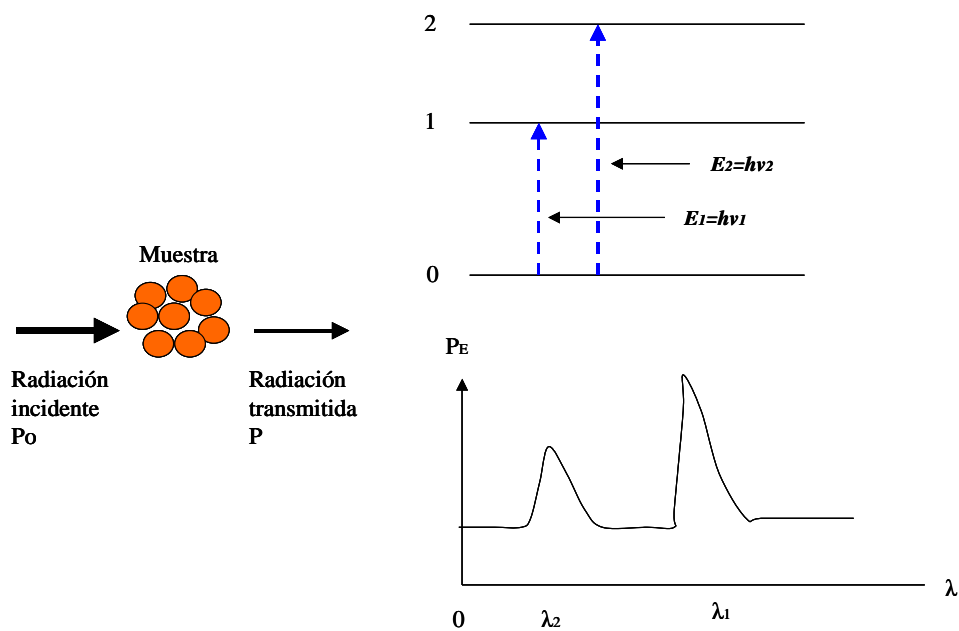 2
1
E2=hν2
E1=hν1
0
Muestra
Radiación
incidente
Po
Radiación
transmitida
P
PE
λ
0
λ2
λ1